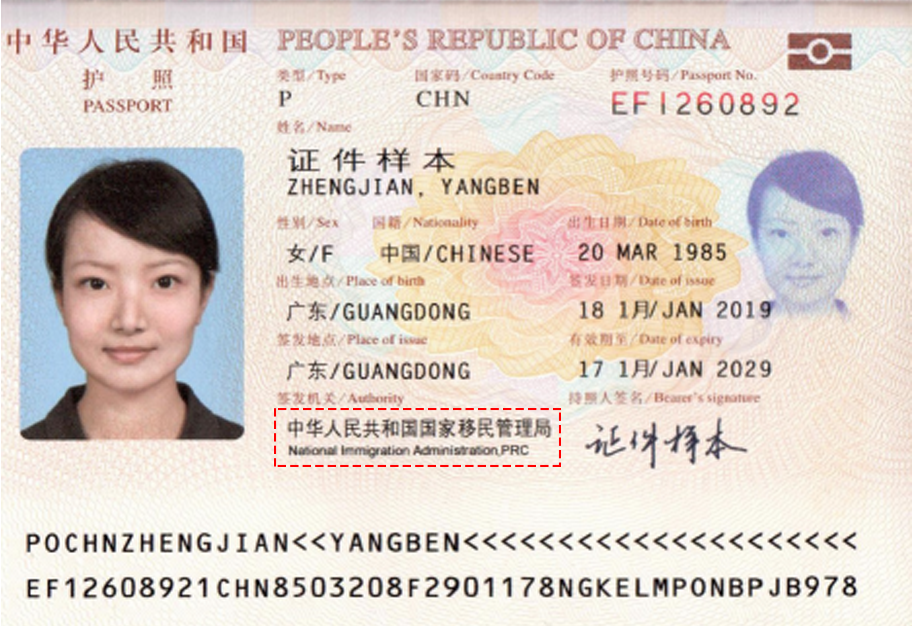 中华人民共和国 PEOPLE'S REPUBLIC OF CHINA
护 照
PASSPORT
类型/Type 国家码/Country Code 护照号码/Passport No.
P CHN EF1260892
姓名/Name
证件样本
ZHENGJIAN, YANGBEN
性别/Sex 国籍/Nationality 出生日期/Date of birth
女/F 中国/CHINESE 20 MAR 1985
出生地点/Place of birth 签发日期/Date of issue
广东/GUANGDONG 18 1月/JAN 2019
签发地点/Place of issue 有效期至/Date of expiry
广东/GUANGDONG 17 1月/JAN 2029
签发机关/Authority 持照人签名/Bearer's signature
中华人民共和国国家移民管理局
National Immigration Administration,PRC
证件样本
POCHNZHENGJIAN<<YANGBEN<<<<<<<<<<<<<<<<<<<<<
EF12608921CHN8503208F2901178NGKELMPONBPJB978